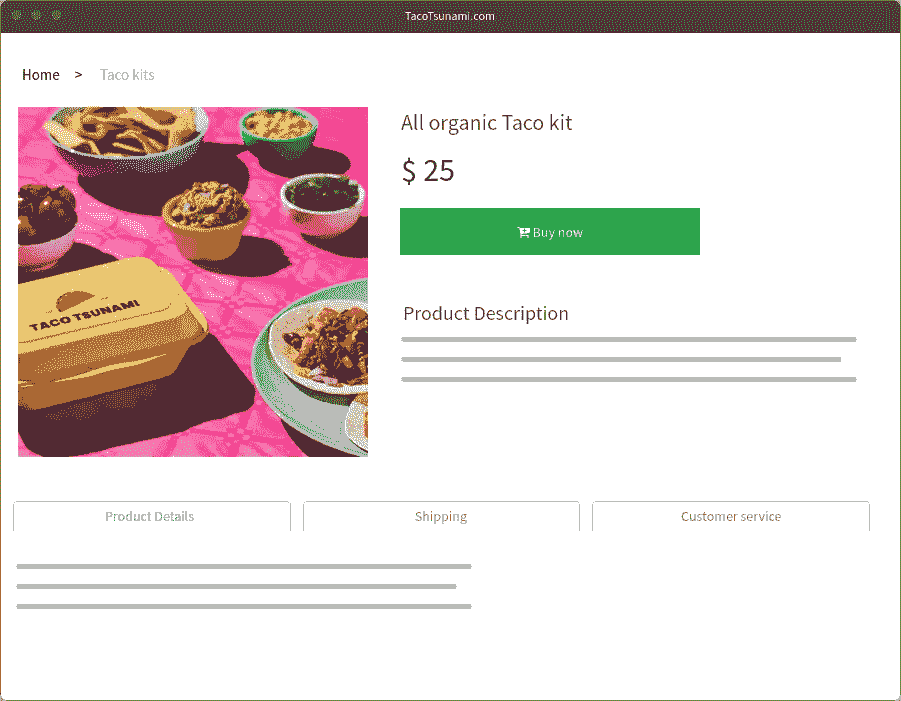 TacoTsunami.com
Home > Taco kits
All organic Taco kit
$ 25
Buy now
TACO TSUNAMI
Product Description
Product Details
Shipping
Customer service